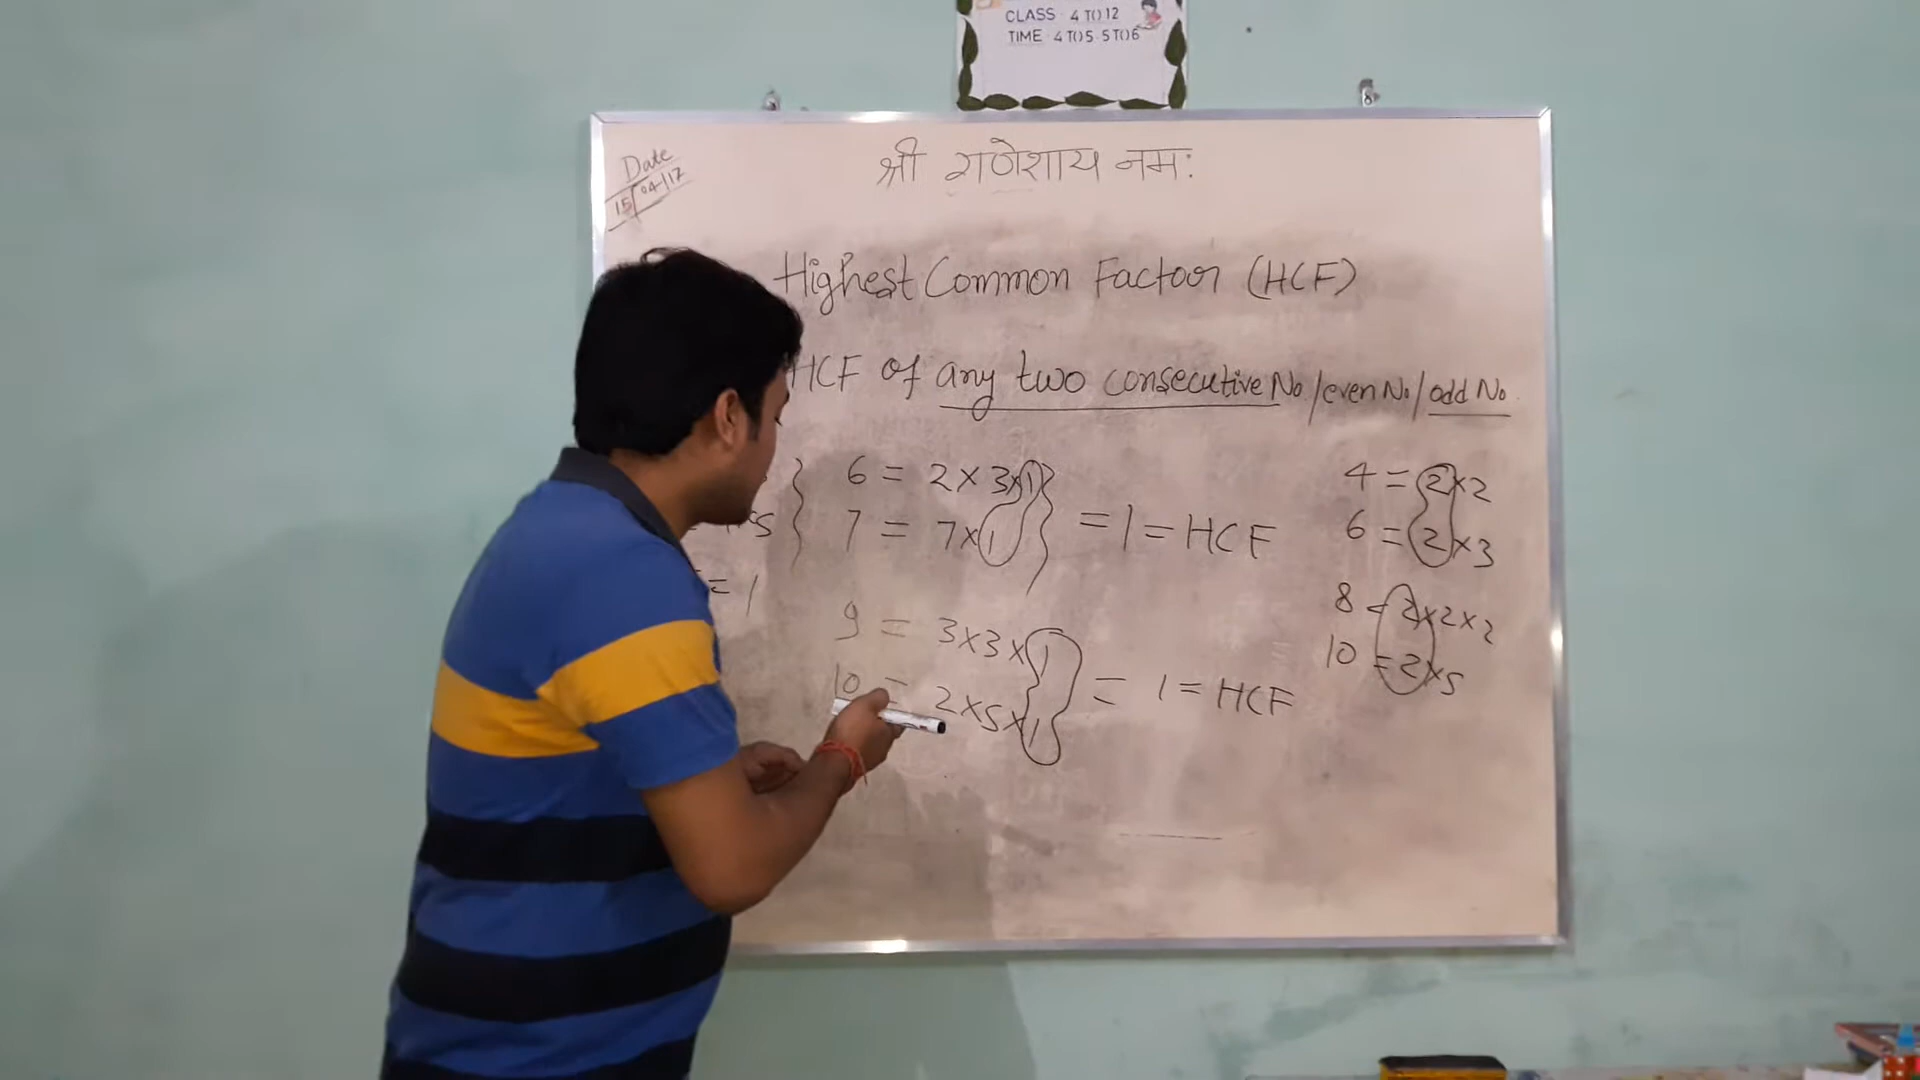 CLASS 4 TO 12
TIME 4 TO 5 5 TO 6
श्री गणेशाय नमः
Date
15/04/17
Highest Common Factor (HCF)
HCF of any two consecutive No/even No/odd No
6 = 2×3×1
7 = 7×1
= 1 = HCF
= 1
9 = 3×3×1
10 = 2×5×1
= 1 = HCF
4 = 2×2
6 = 2×3
8 = 2×2×2
10 = 2×5